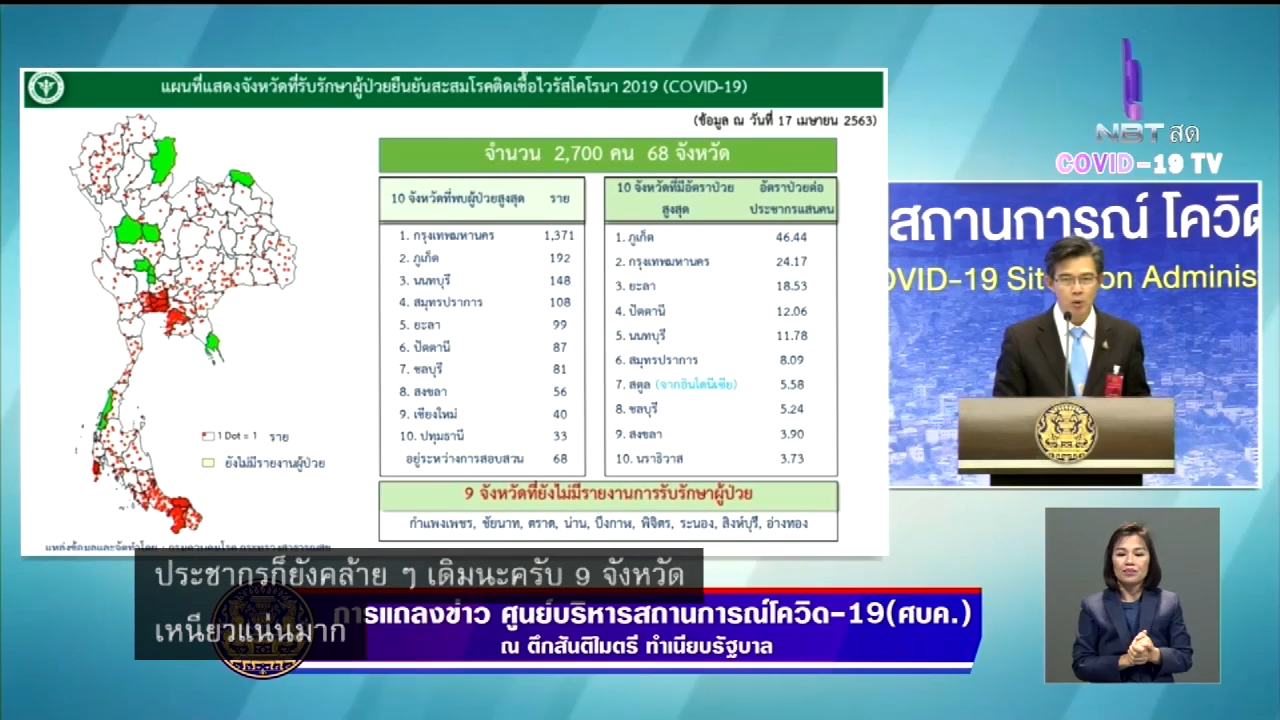 แผนที่แสดงจังหวัดที่รับรักษาผู้ป่วยยืนยันสะสมโรคติดเชื้อไวรัสโคโรนา 2019 (COVID-19)
(ข้อมูล ณ วันที่ 17 เมษายน 2563)
จำนวน 2,700 คน 68 จังหวัด
10 จังหวัดที่พบผู้ป่วยสูงสุด ราย
1. กรุงเทพมหานคร 1,371
2. ภูเก็ต 192
3. นนทบุรี 148
4. สมุทรปราการ 108
5. ยะลา 99
6. ปัตตานี 87
7. ชลบุรี 81
8. สงขลา 56
9. เชียงใหม่ 40
10. ปทุมธานี 33
อยู่ระหว่างการสอบสวน 68
10 จังหวัดที่มีอัตราป่วย อัตราป่วยต่อ
สูงสุด ประชากรแสนคน
1. ภูเก็ต 46.44
2. กรุงเทพมหานคร 24.17
3. ยะลา 18.53
4. ปัตตานี 12.06
5. นนทบุรี 11.78
6. สมุทรปราการ 8.09
7. สตูล (จากอินโดนีเซีย) 5.58
8. ชลบุรี 5.24
9. สงขลา 3.90
10. นราธิวาส 3.73
9 จังหวัดที่ยังไม่มีรายงานการรับรักษาผู้ป่วย
กำแพงเพชร, ชัยนาท, ตราด, น่าน, บึงกาฬ, พิจิตร, ระนอง, สิงห์บุรี, อ่างทอง
1 Dot = 1 ราย
ยังไม่มีรายงานผู้ป่วย
NBT สด
COVID-19 TV
สถานการณ์ โควิด
OVID-19 Sit on Adminis
ประชากรก็ยังคล้าย ๆ เดิมนะครับ 9 จังหวัด
เหนียวแน่นมาก
การแถลงข่าว ศูนย์บริหารสถานการณ์โควิด-19(ศบค.)
ณ ตึกสันติไมตรี ทำเนียบรัฐบาล